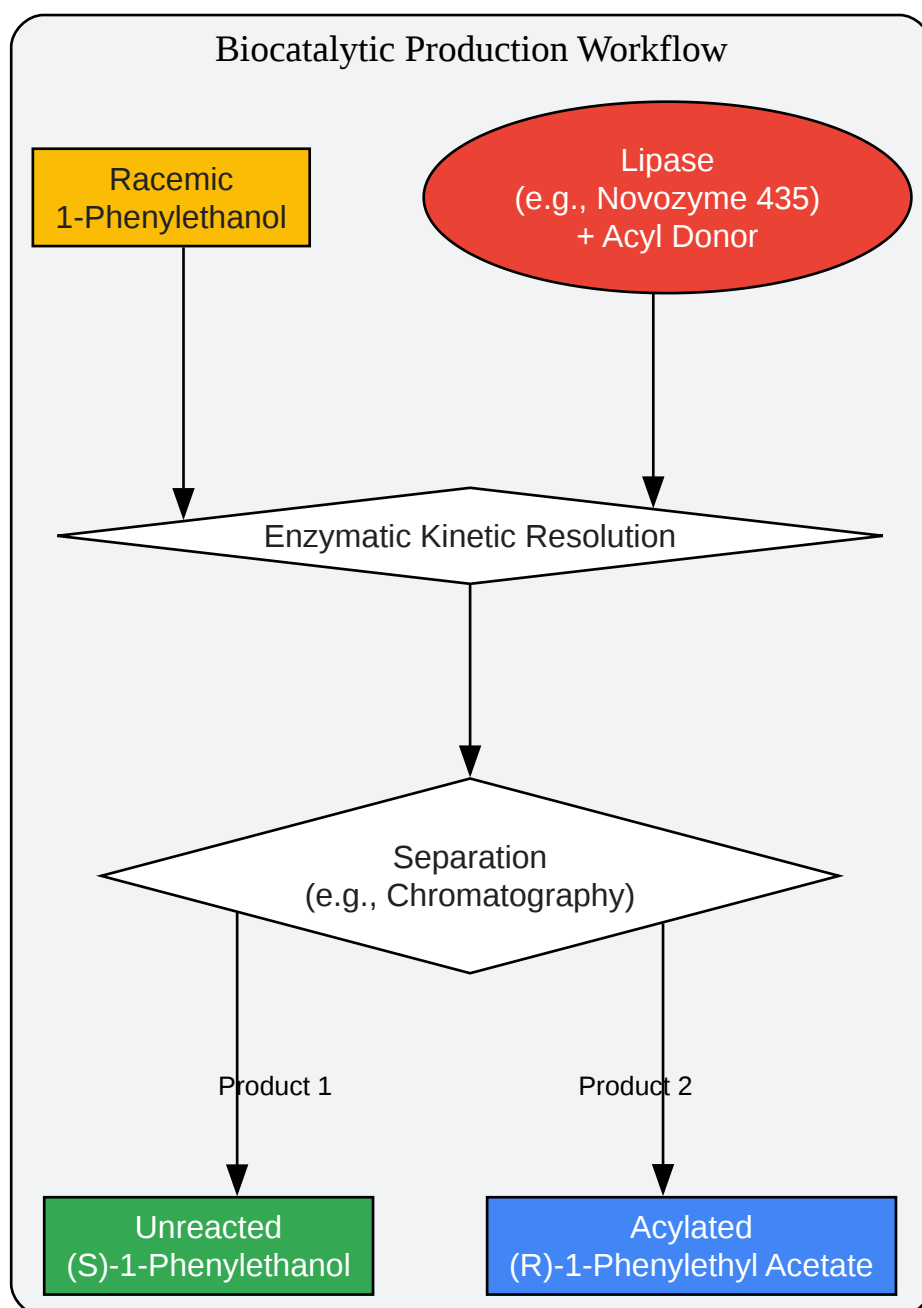 Biocatalytic Production Workflow
Racemic
1-Phenylethanol
Lipase
(e.g., Novozyme 435)
+ Acyl Donor
Enzymatic Kinetic Resolution
Separation
(e.g., Chromatography)
Product 1
Product 2
Unreacted
(S)-1-Phenylethanol
Acylated
(R)-1-Phenylethyl Acetate